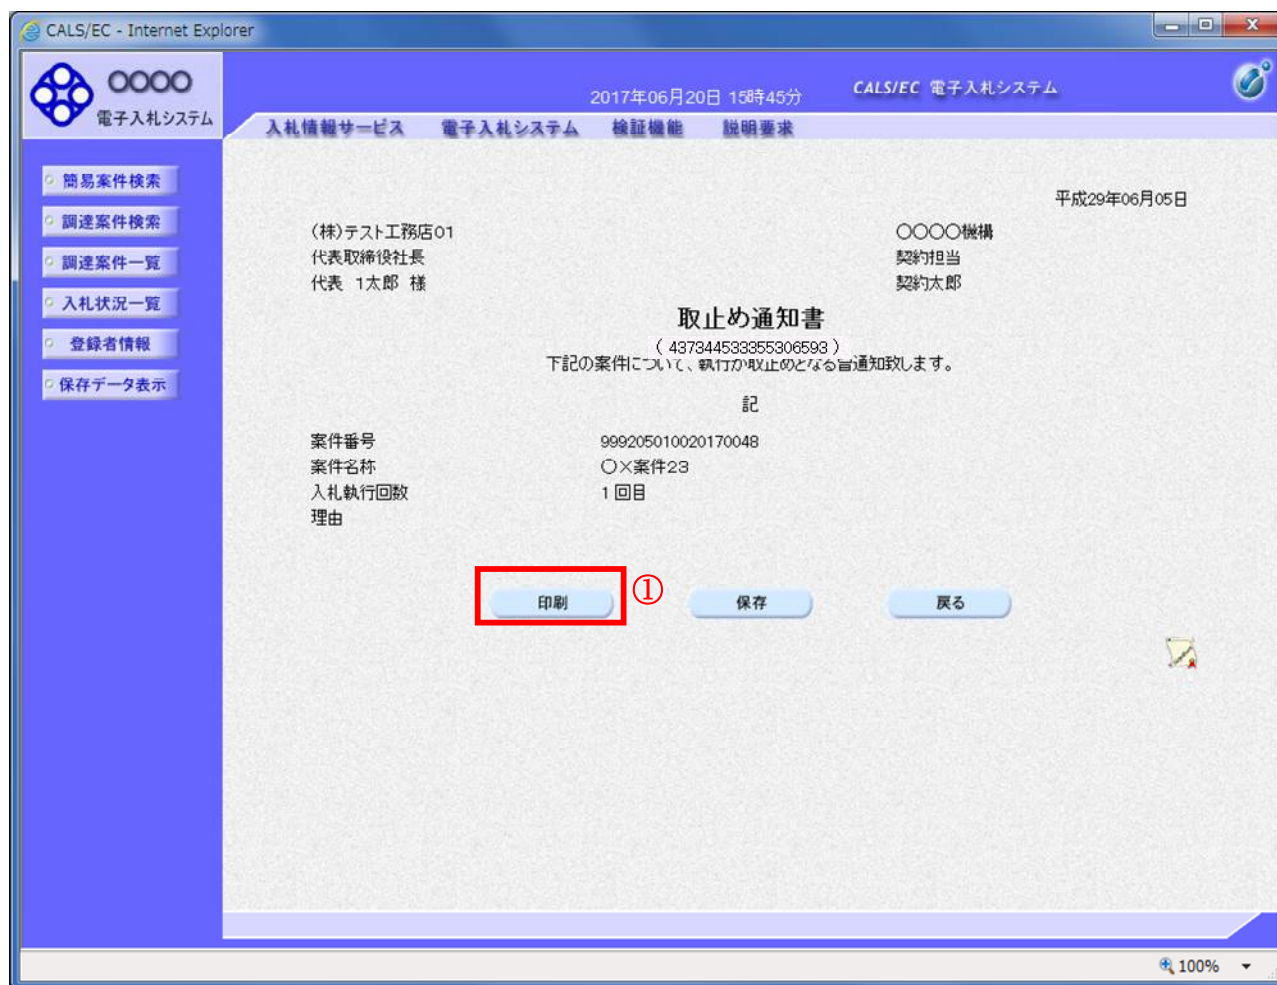 CALS/EC - Internet Explorer
〇〇〇〇
電子入札システム
2017年06月20日 15時45分
CALS/EC 電子入札システム
入札情報サービス 電子入札システム 検証機能 説明要求
簡易案件検索
調達案件検索
調達案件一覧
入札状況一覧
登録者情報
保存データ表示
平成29年06月05日
(株)テスト工務店01
代表取締役社長
代表 1太郎 様
〇〇〇〇機構
契約担当
契約太郎
取止め通知書
( 437344533355306593 )
下記の案件について、執行が取止めとなる旨通知致します。
記
案件番号 999205010020170048
案件名称 〇×案件23
入札執行回数 1回目
理由
印刷 ① 保存 戻る
100%